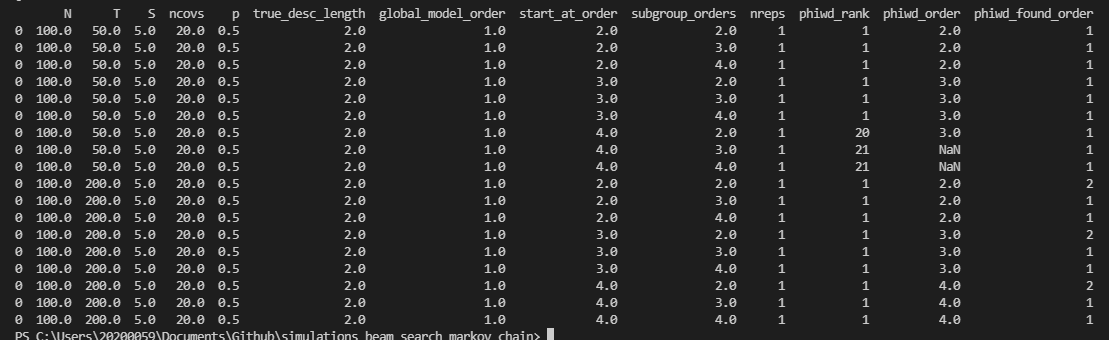 N T S ncovs p true_desc_length global_model_order start_at_order subgroup_orders nreps phiwd_rank phiwd_order phiwd_found_order
0 100.0 50.0 5.0 20.0 0.5 2.0 1.0 2.0 2.0 1 1 2.0 1
0 100.0 50.0 5.0 20.0 0.5 2.0 1.0 2.0 3.0 1 1 2.0 1
0 100.0 50.0 5.0 20.0 0.5 2.0 1.0 2.0 4.0 1 1 2.0 1
0 100.0 50.0 5.0 20.0 0.5 2.0 1.0 3.0 2.0 1 1 3.0 1
0 100.0 50.0 5.0 20.0 0.5 2.0 1.0 3.0 3.0 1 1 3.0 1
0 100.0 50.0 5.0 20.0 0.5 2.0 1.0 3.0 4.0 1 1 3.0 1
0 100.0 50.0 5.0 20.0 0.5 2.0 1.0 4.0 2.0 1 20 3.0 1
0 100.0 50.0 5.0 20.0 0.5 2.0 1.0 4.0 3.0 1 21 NaN 1
0 100.0 50.0 5.0 20.0 0.5 2.0 1.0 4.0 4.0 1 21 NaN 1
0 100.0 200.0 5.0 20.0 0.5 2.0 1.0 2.0 2.0 1 1 2.0 2
0 100.0 200.0 5.0 20.0 0.5 2.0 1.0 2.0 3.0 1 1 2.0 1
0 100.0 200.0 5.0 20.0 0.5 2.0 1.0 2.0 4.0 1 1 2.0 1
0 100.0 200.0 5.0 20.0 0.5 2.0 1.0 3.0 2.0 1 1 3.0 2
0 100.0 200.0 5.0 20.0 0.5 2.0 1.0 3.0 3.0 1 1 3.0 1
0 100.0 200.0 5.0 20.0 0.5 2.0 1.0 3.0 4.0 1 1 3.0 1
0 100.0 200.0 5.0 20.0 0.5 2.0 1.0 4.0 2.0 1 1 4.0 2
0 100.0 200.0 5.0 20.0 0.5 2.0 1.0 4.0 3.0 1 1 4.0 1
0 100.0 200.0 5.0 20.0 0.5 2.0 1.0 4.0 4.0 1 1 4.0 1
PS C:\Users\20200059\Documents\Github\simulations_beam_search_markov_chain>